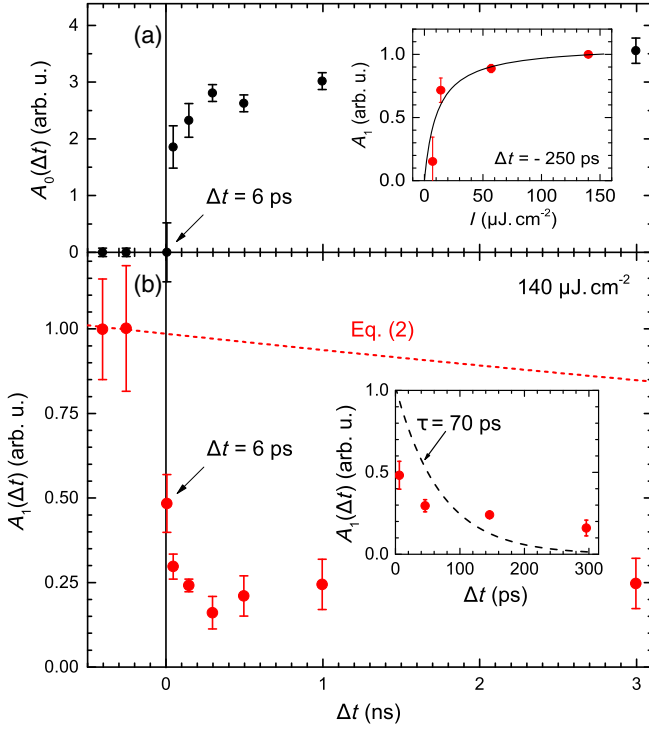 (a)
A₀(Δt) (arb. u.)
4
3
2
1
0
Δt = 6 ps
A₁ (arb. u.)
1.0
0.5
0.0
Δt = - 250 ps
0 50 100 150
I (µJ.cm⁻²)
(b)
140 µJ.cm⁻²
Eq. (2)
A₁(Δt) (arb. u.)
1.00
0.75
0.50
0.25
0.00
Δt = 6 ps
A₁(Δt) (arb. u.)
1.0
0.5
0.0
τ = 70 ps
0 100 200 300
Δt (ps)
0 1 2 3
Δt (ns)